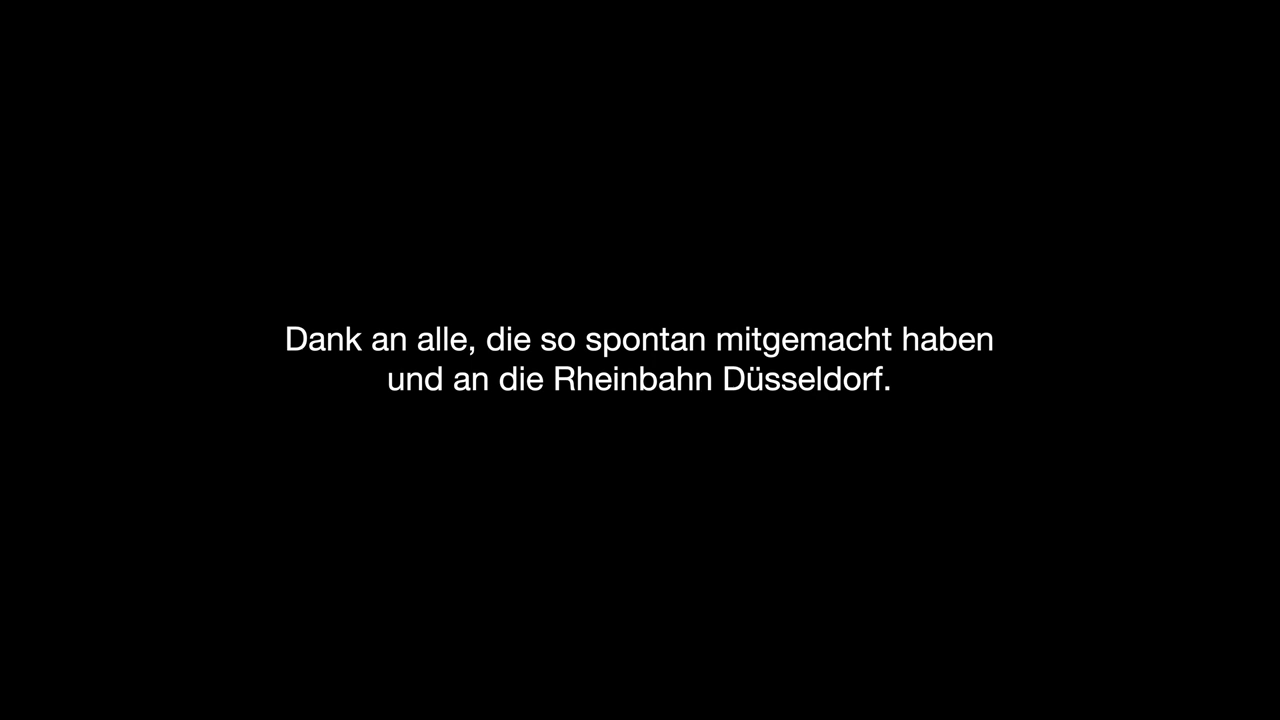 Dank an alle, die so spontan mitgemacht haben
und an die Rheinbahn Düsseldorf.